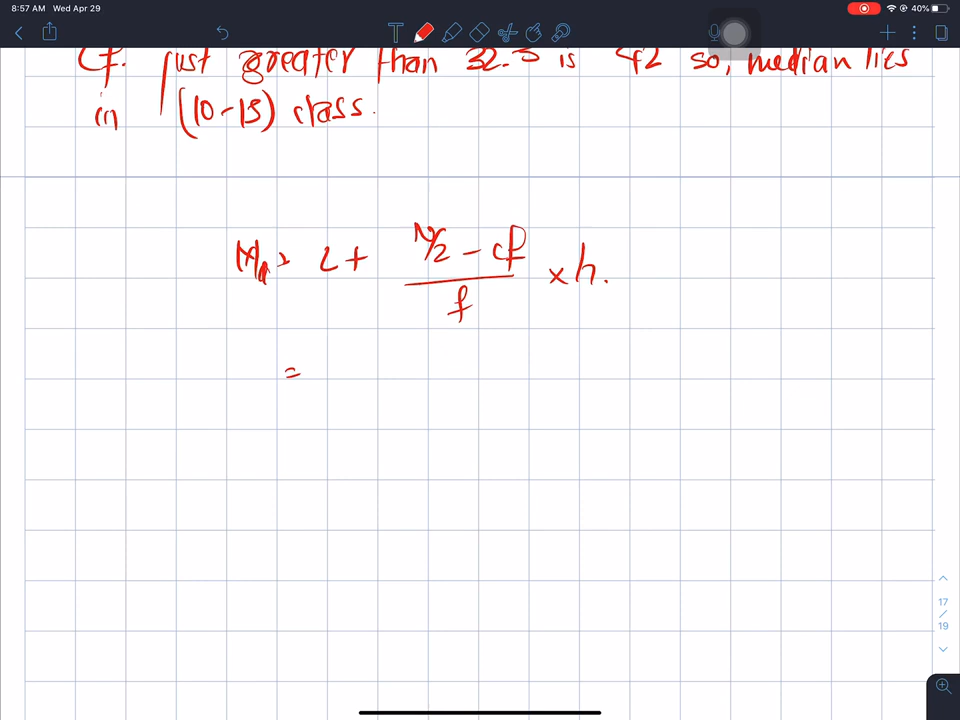 8:57 AM Wed Apr 29
40%
Cf. just greater than 32.5 is 42 so, median lies
in (10-15) class.
Md = L + N/2 - cf / f × h.
=
17
/
19